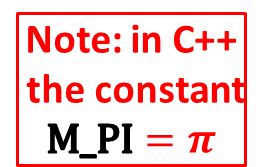 Note: in C++
the constant
M_PI = π